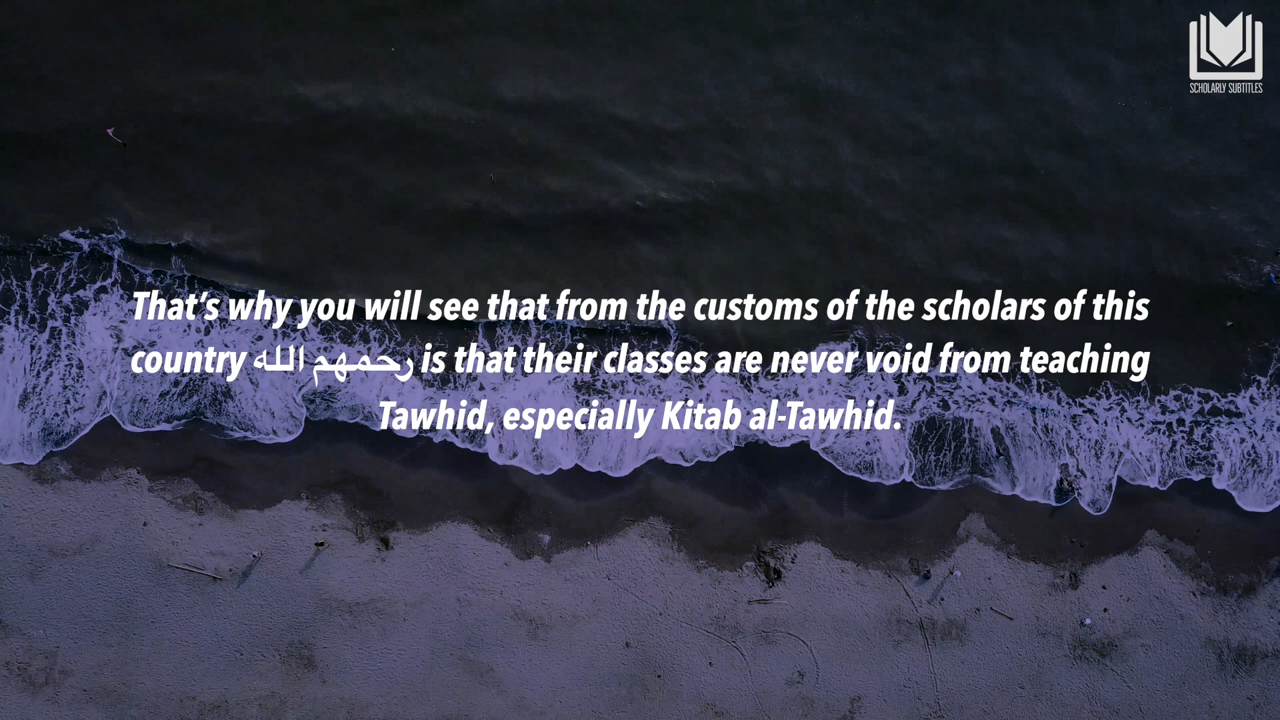 SCHOLARLY SUBTITLES
That’s why you will see that from the customs of the scholars of this
country رحمهم الله is that their classes are never void from teaching
Tawhid, especially Kitab al-Tawhid.